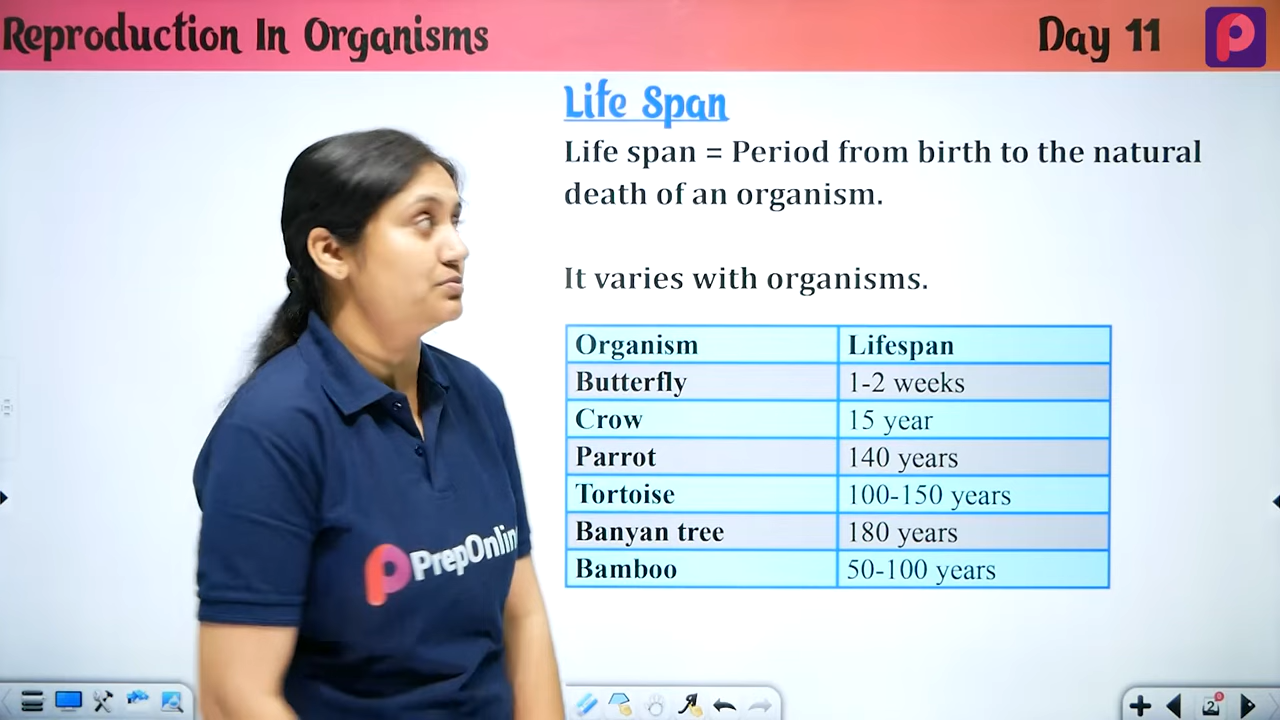 Reproduction In Organisms
Day 11
Life Span
Life span = Period from birth to the natural
death of an organism.
It varies with organisms.
Organism Lifespan
Butterfly 1-2 weeks
Crow 15 year
Parrot 140 years
Tortoise 100-150 years
Banyan tree 180 years
Bamboo 50-100 years
PrepOnlin
2